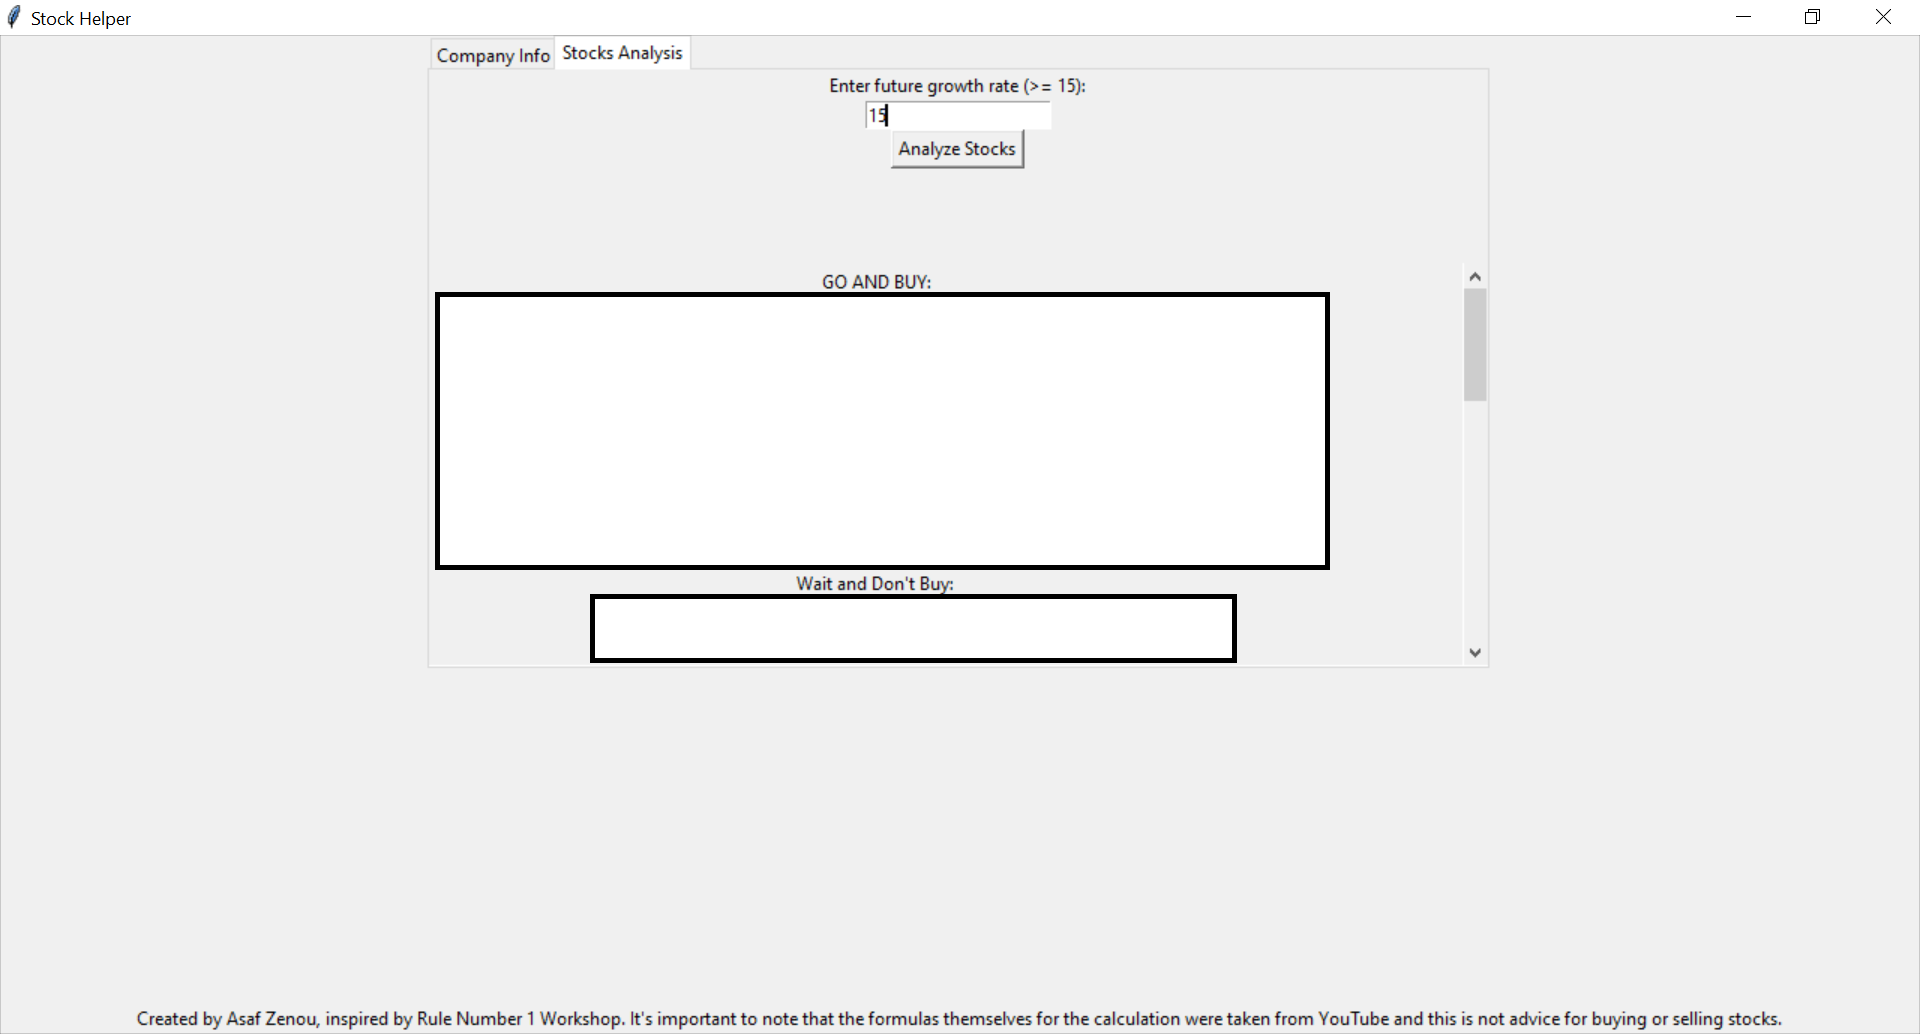 Stock Helper
Company Info
Stocks Analysis
Enter future growth rate (>= 15):
15
Analyze Stocks
GO AND BUY:
Wait and Don't Buy:
Created by Asaf Zenou, inspired by Rule Number 1 Workshop. It's important to note that the formulas themselves for the calculation were taken from YouTube and this is not advice for buying or selling stocks.